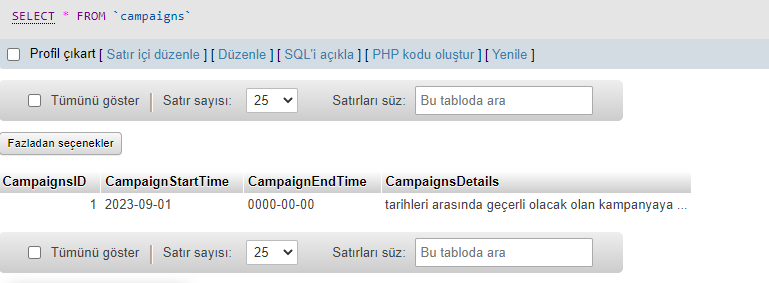 SELECT * FROM `campaigns`
Profil çıkart [ Satır içi düzenle ] [ Düzenle ] [ SQL'i açıkla ] [ PHP kodu oluştur ] [ Yenile ]
Tümünü göster | Satır sayısı: 25 Satırları süz: Bu tabloda ara
Fazladan seçenekler
CampaignsID CampaignStartTime CampaignEndTime CampaignsDetails
1 2023-09-01 0000-00-00 tarihleri arasında geçerli olacak olan kampanyaya ...
Tümünü göster | Satır sayısı: 25 Satırları süz: Bu tabloda ara